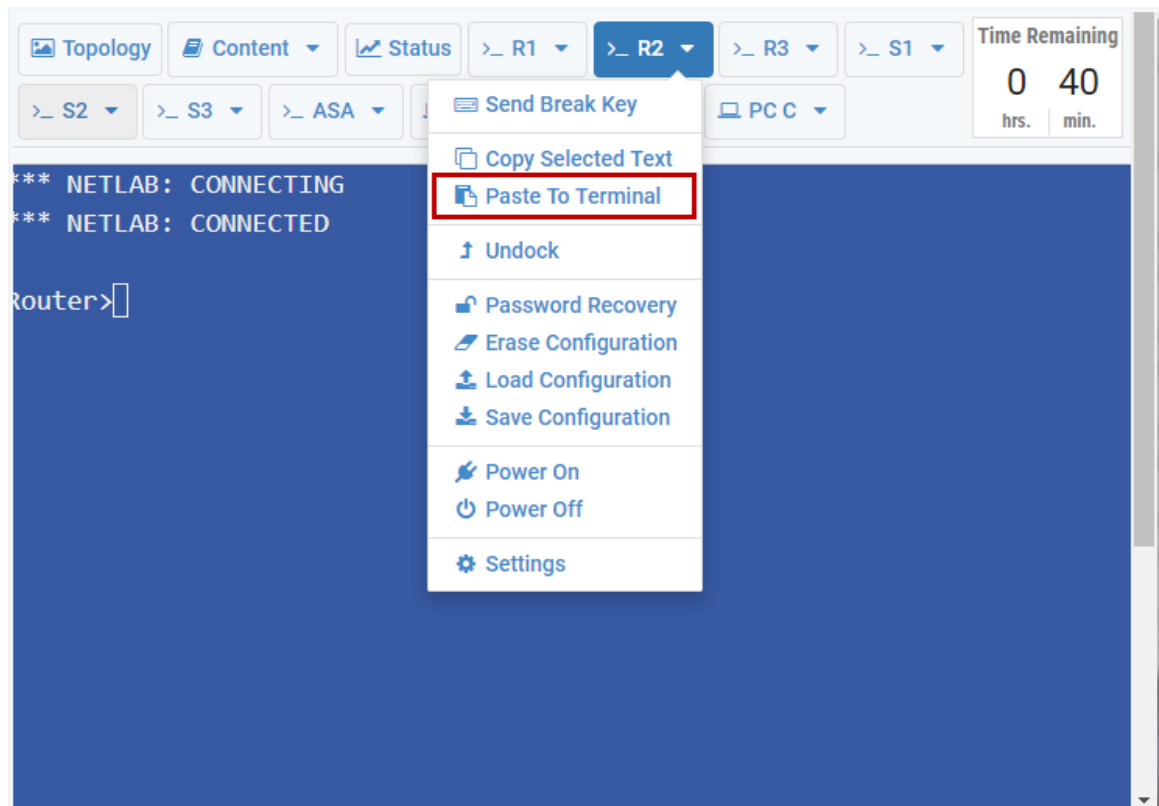 Topology Content Status >_ R1 >_ R2 >_ R3 >_ S1
Time Remaining
0 40
hrs. min.
>_ S2 >_ S3 >_ ASA PC C
Send Break Key
Copy Selected Text
Paste To Terminal
Undock
Password Recovery
Erase Configuration
Load Configuration
Save Configuration
Power On
Power Off
Settings
*** NETLAB: CONNECTING
*** NETLAB: CONNECTED
Router>